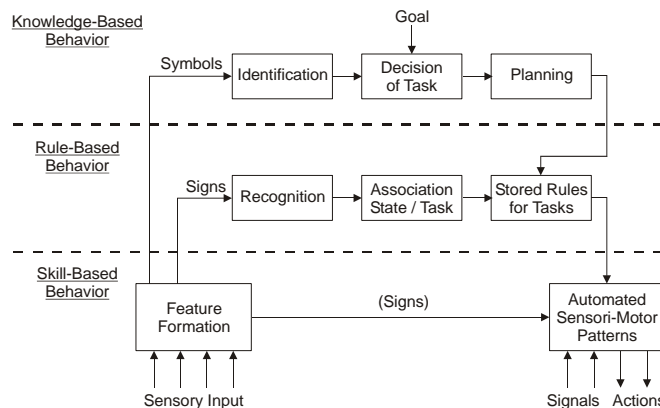 Knowledge-Based
Behavior
Goal
Symbols
Identification
Decision
of Task
Planning
Rule-Based
Behavior
Signs
Recognition
Association
State / Task
Stored Rules
for Tasks
Skill-Based
Behavior
Feature
Formation
(Signs)
Automated
Sensori-Motor
Patterns
Sensory Input
Signals
Actions